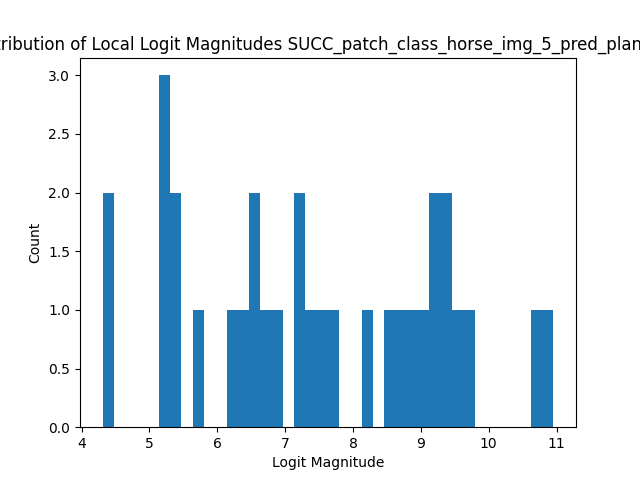 tribution of Local Logit Magnitudes SUCC_patch_class_horse_img_5_pred_plan
3.0
2.5
2.0
1.5
1.0
0.5
0.0
Count
4 5 6 7 8 9 10 11
Logit Magnitude